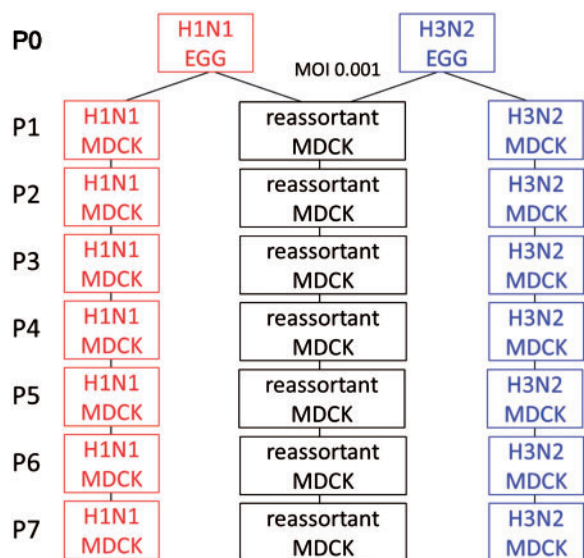 P0
H1N1
EGG
MOI 0.001
H3N2
EGG
P1
H1N1
MDCK
reassortant
MDCK
H3N2
MDCK
P2
H1N1
MDCK
reassortant
MDCK
H3N2
MDCK
P3
H1N1
MDCK
reassortant
MDCK
H3N2
MDCK
P4
H1N1
MDCK
reassortant
MDCK
H3N2
MDCK
P5
H1N1
MDCK
reassortant
MDCK
H3N2
MDCK
P6
H1N1
MDCK
reassortant
MDCK
H3N2
MDCK
P7
H1N1
MDCK
reassortant
MDCK
H3N2
MDCK